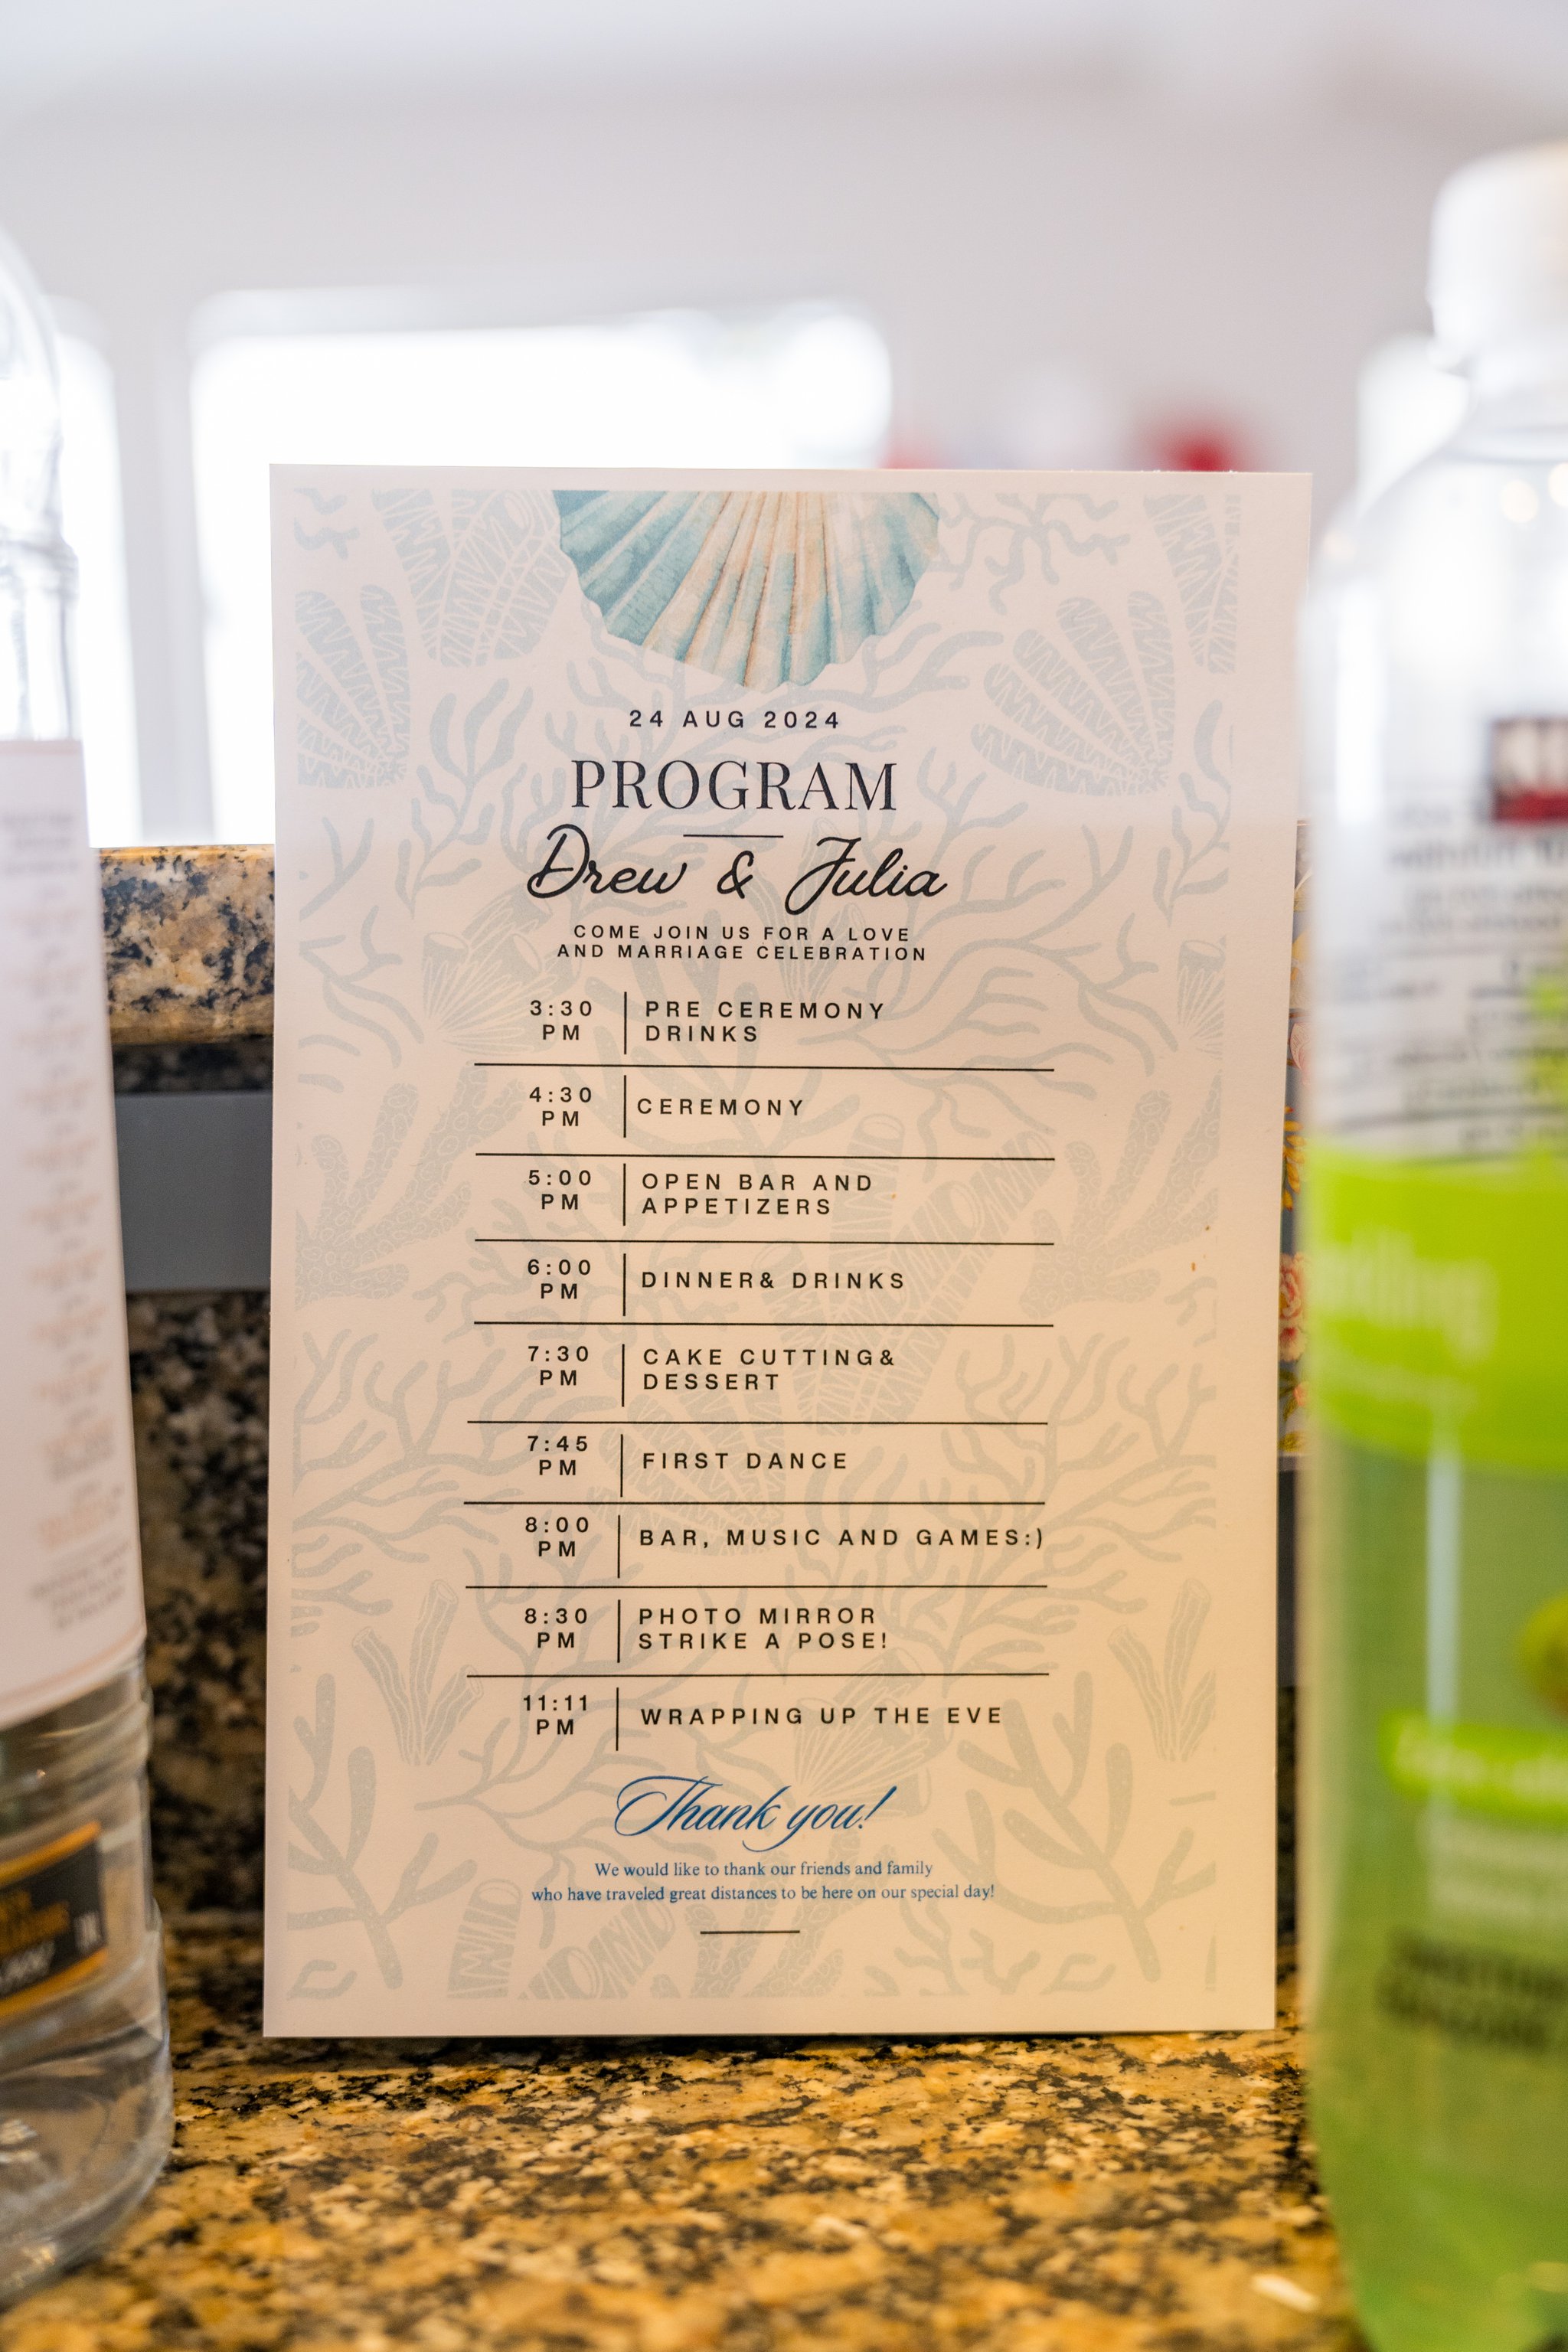 24 AUG 2024
PROGRAM
Drew & Julia
COME JOIN US FOR A LOVE
AND MARRIAGE CELEBRATION
3:30
PM
PRE CEREMONY
DRINKS
4:30
PM
CEREMONY
5:00
PM
OPEN BAR AND
APPETIZERS
6:00
PM
DINNER& DRINKS
7:30
PM
CAKE CUTTING&
DESSERT
7:45
PM
FIRST DANCE
8:00
PM
BAR, MUSIC AND GAMES:)
8:30
PM
PHOTO MIRROR
STRIKE A POSE!
11:11
PM
WRAPPING UP THE EVE
Thank you!
We would like to thank our friends and family
who have traveled great distances to be here on our special day!